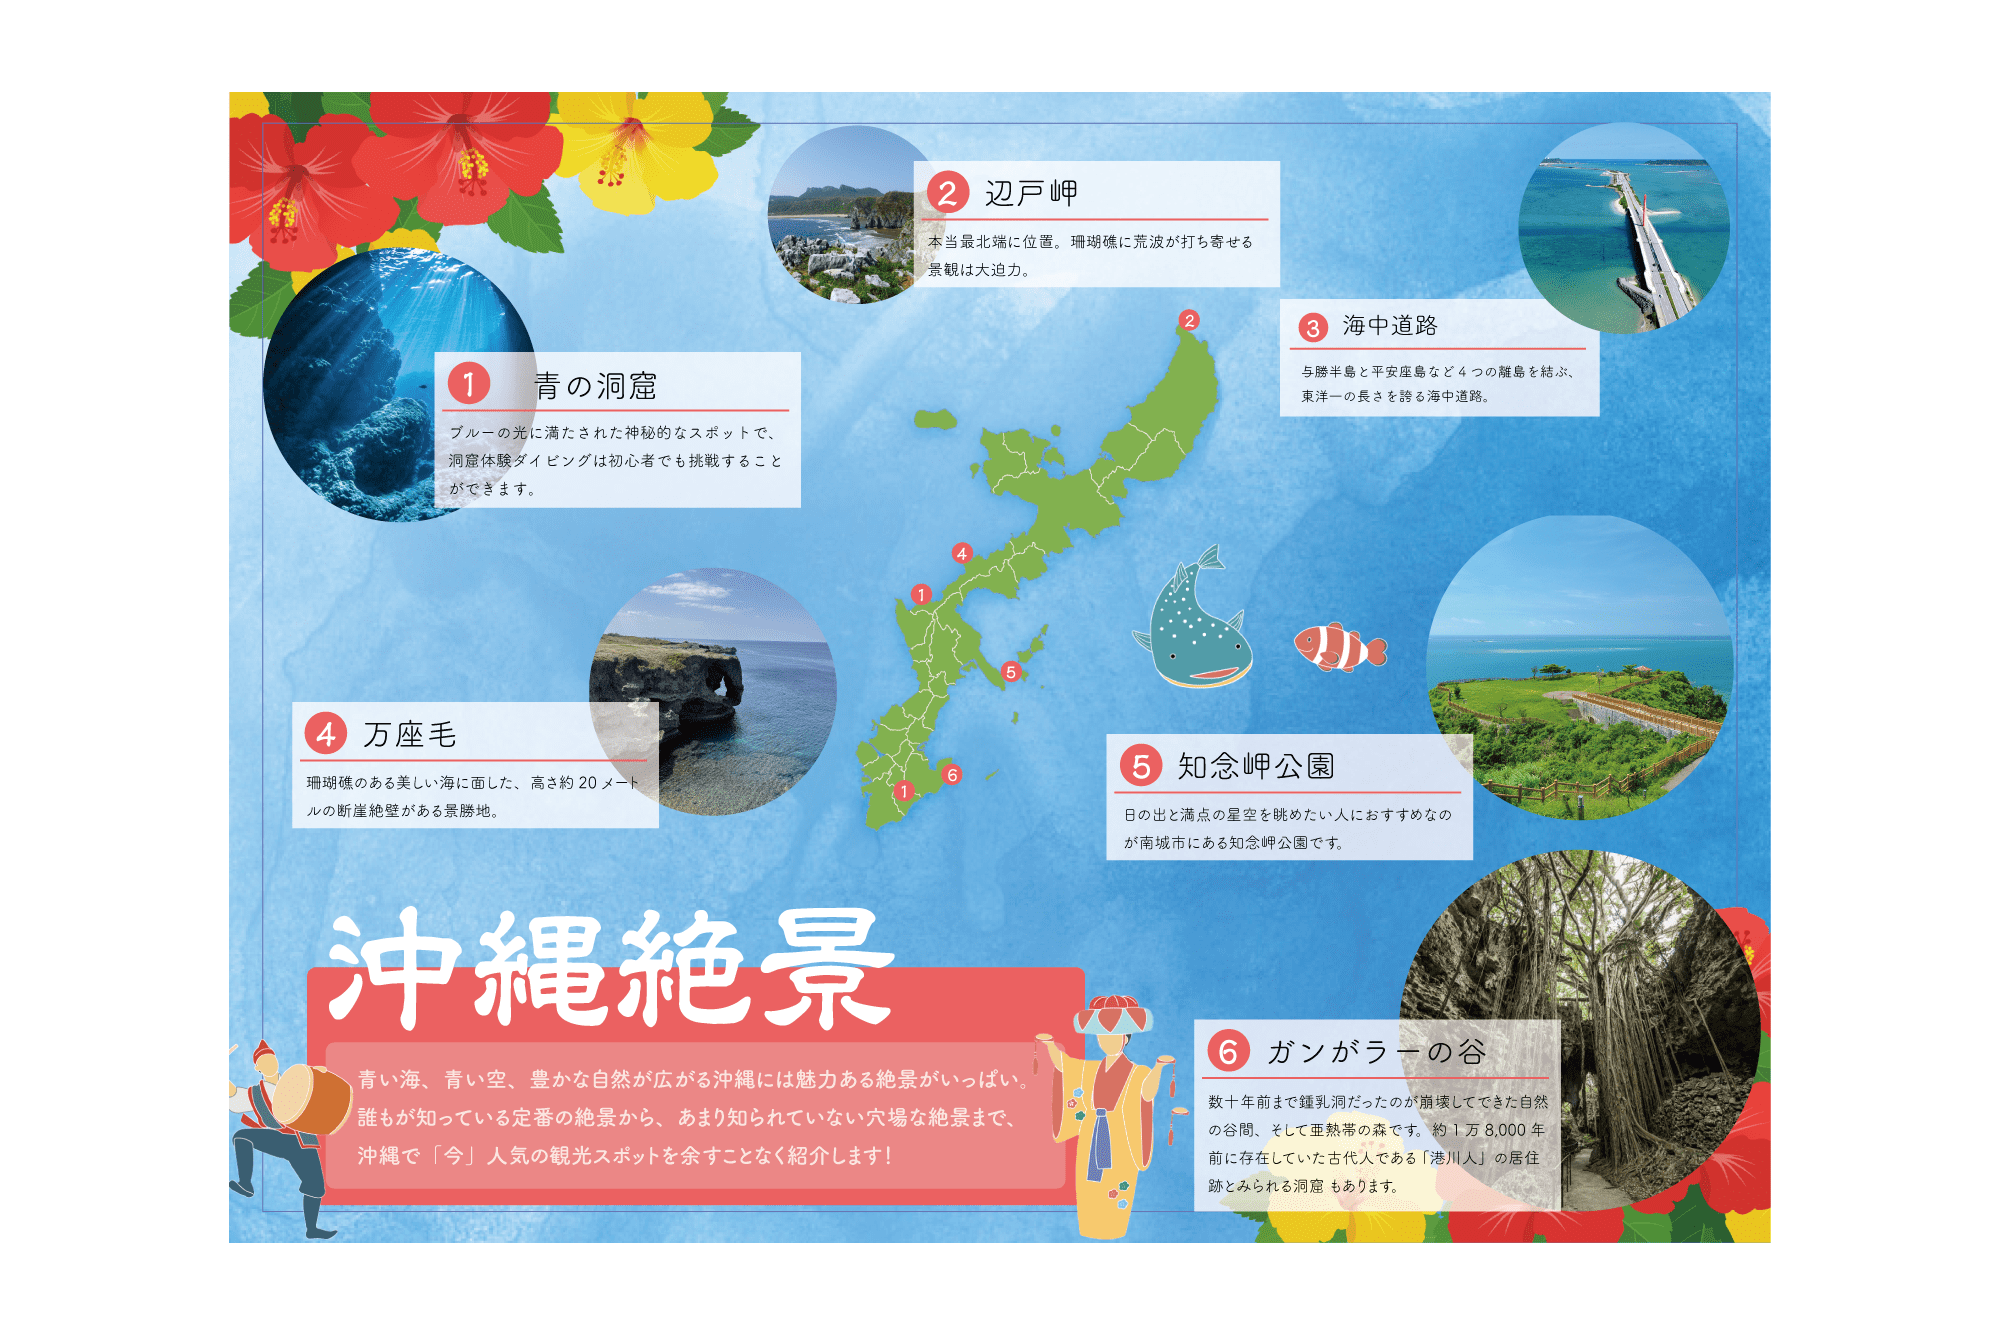 2 辺戸岬
本当最北端に位置。珊瑚礁に荒波が打ち寄せる
景観は大迫力。
3 海中道路
与勝半島と平安座島など4つの離島を結ぶ、
東洋一の長さを誇る海中道路。
1 青の洞窟
ブルーの光に満たされた神秘的なスポットで、
洞窟体験ダイビングは初心者でも挑戦すること
ができます。
2
4
1
5
6
1
4 万座毛
珊瑚礁のある美しい海に面した、高さ約20メート
ルの断崖絶壁がある景勝地。
5 知念岬公園
日の出と満点の星空を眺めたい人におすすめなの
が南城市にある知念岬公園です。
沖縄絶景
青い海、青い空、豊かな自然が広がる沖縄には魅力ある絶景がいっぱい。
誰もが知っている定番の絶景から、あまり知られていない穴場な絶景まで、
沖縄で「今」人気の観光スポットを余すことなく紹介します!
6 ガンがラーの谷
数十年前まで鍾乳洞だったのが崩壊してできた自然
の谷間、そして亜熱帯の森です。約1万8,000年
前に存在していた古代人である「港川人」の居住
跡とみられる洞窟 もあります。